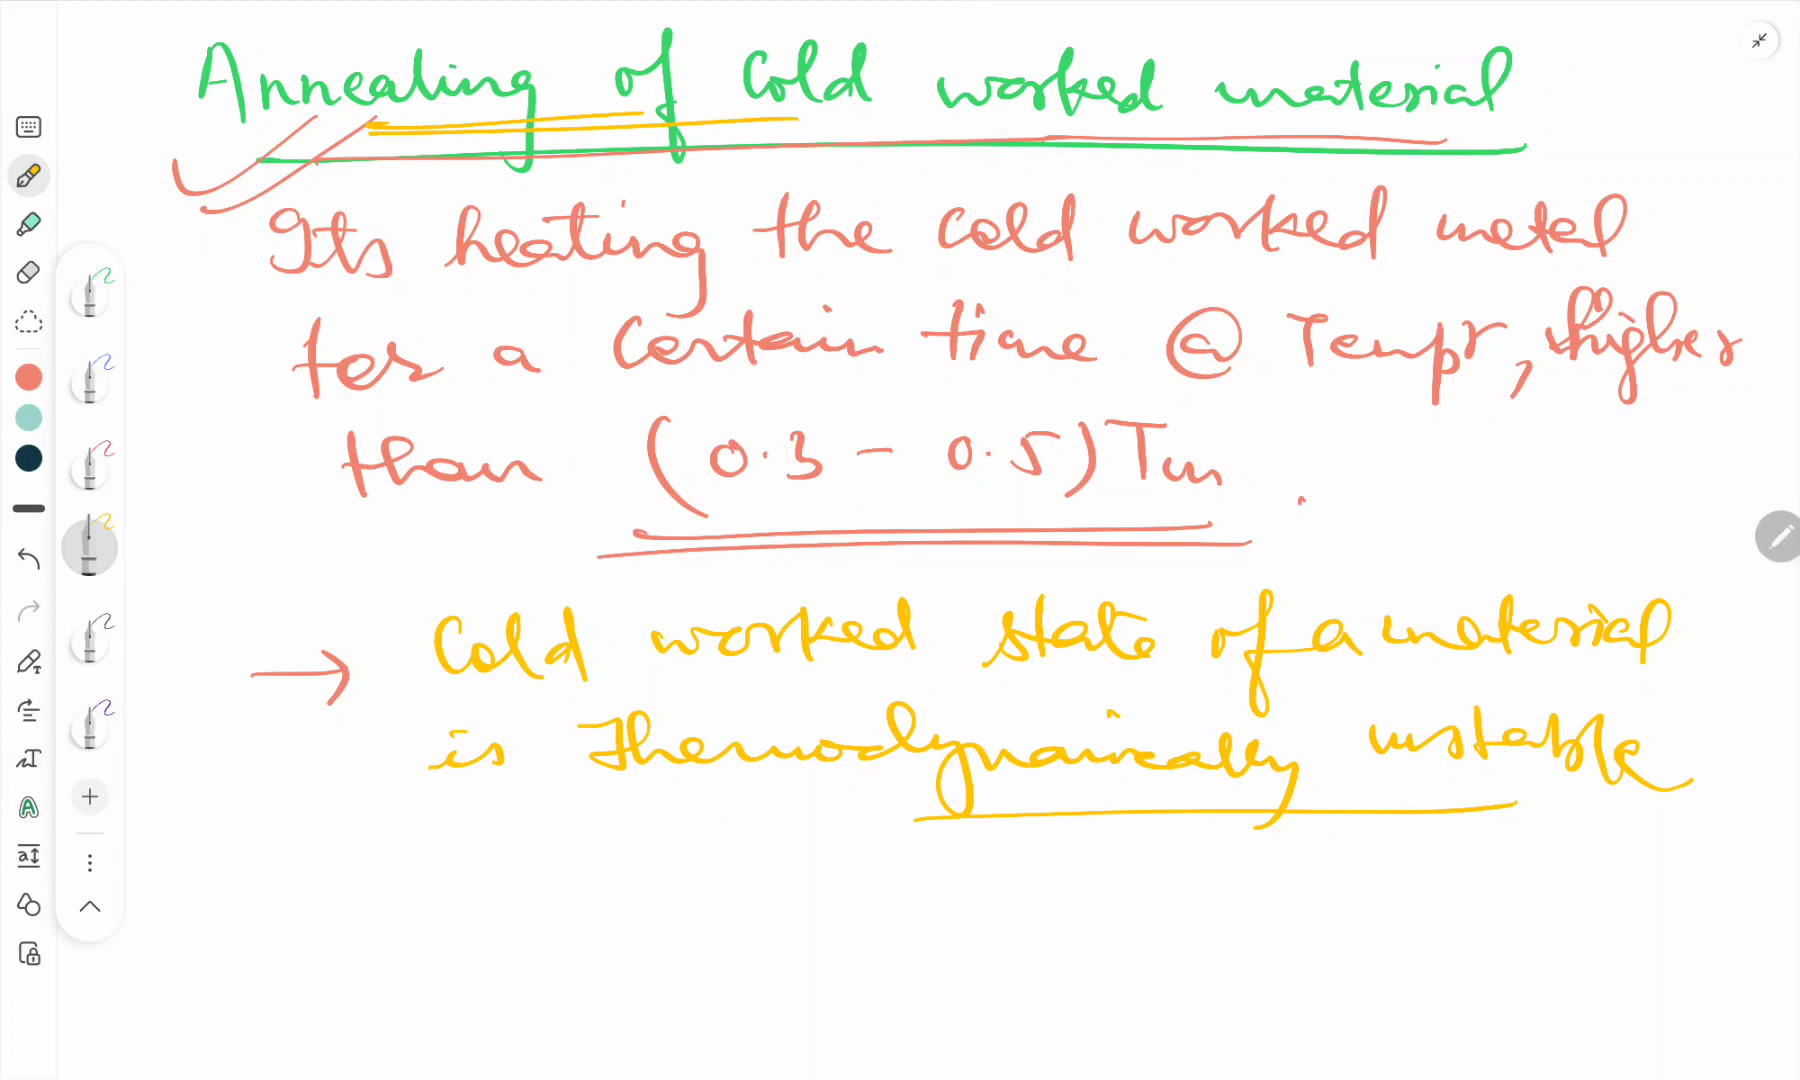 Annealing of Cold worked material
Its heating the cold worked metal
for a certain time @ Tempr, higher
than (0.3 - 0.5) Tm .
→ Cold worked state of a material
is thermodynamically unstable